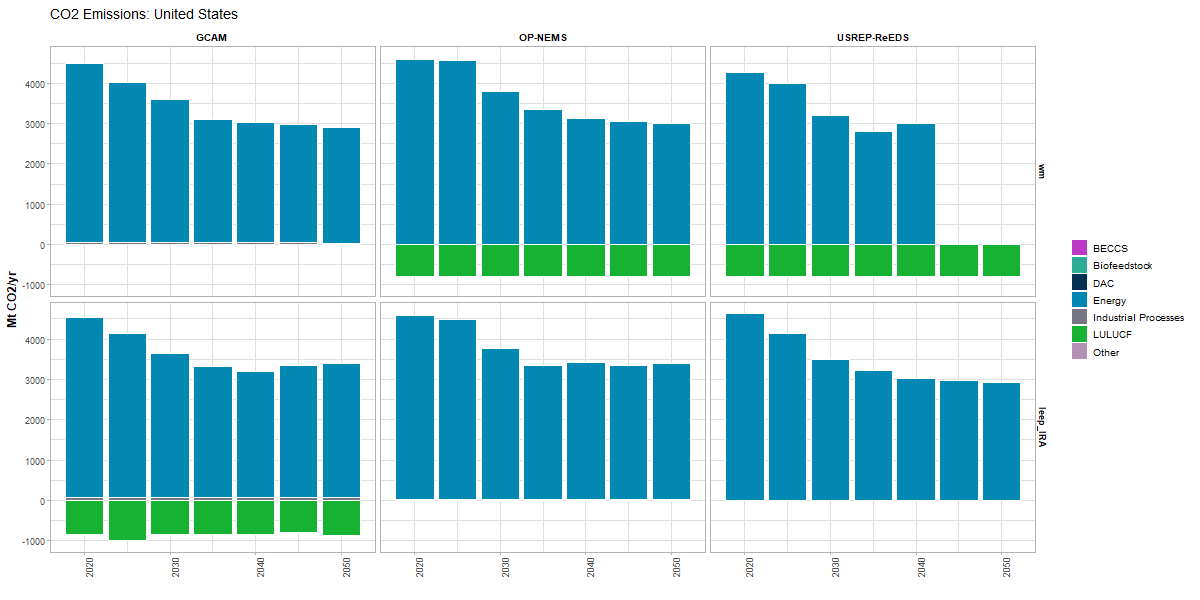 CO2 Emissions: United States
GCAM
OP-NEMS
USREP-ReEDS
4000
3000
2000
1000
0
-1000
wm
Mt CO2/yr
4000
3000
2000
1000
0
-1000
leep_IRA
2020
2030
2040
2050
2020
2030
2040
2050
2020
2030
2040
2050
BECCS
Biofeedstock
DAC
Energy
Industrial Processes
LULUCF
Other